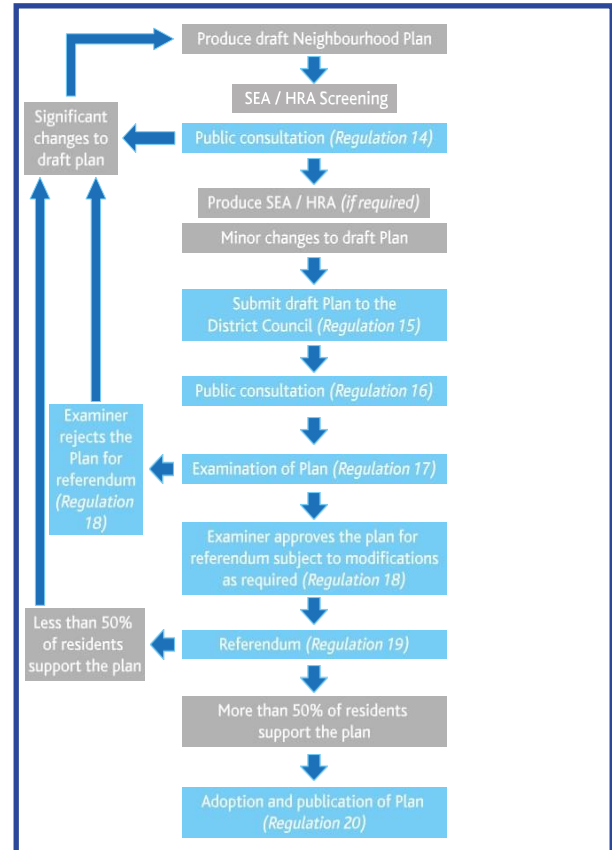 Produce draft Neighbourhood Plan
SEA / HRA Screening
Significant
changes to
draft plan
Public consultation (Regulation 14)
Produce SEA / HRA (if required)
Minor changes to draft Plan
Submit draft Plan to the
District Council (Regulation 15)
Public consultation (Regulation 16)
Examiner
rejects the
Plan for
referendum
(Regulation
18)
Examination of Plan (Regulation 17)
Examiner approves the plan for
referendum subject to modifications
as required (Regulation 18)
Less than 50%
of residents
support the plan
Referendum (Regulation 19)
More than 50% of residents
support the plan
Adoption and publication of Plan
(Regulation 20)